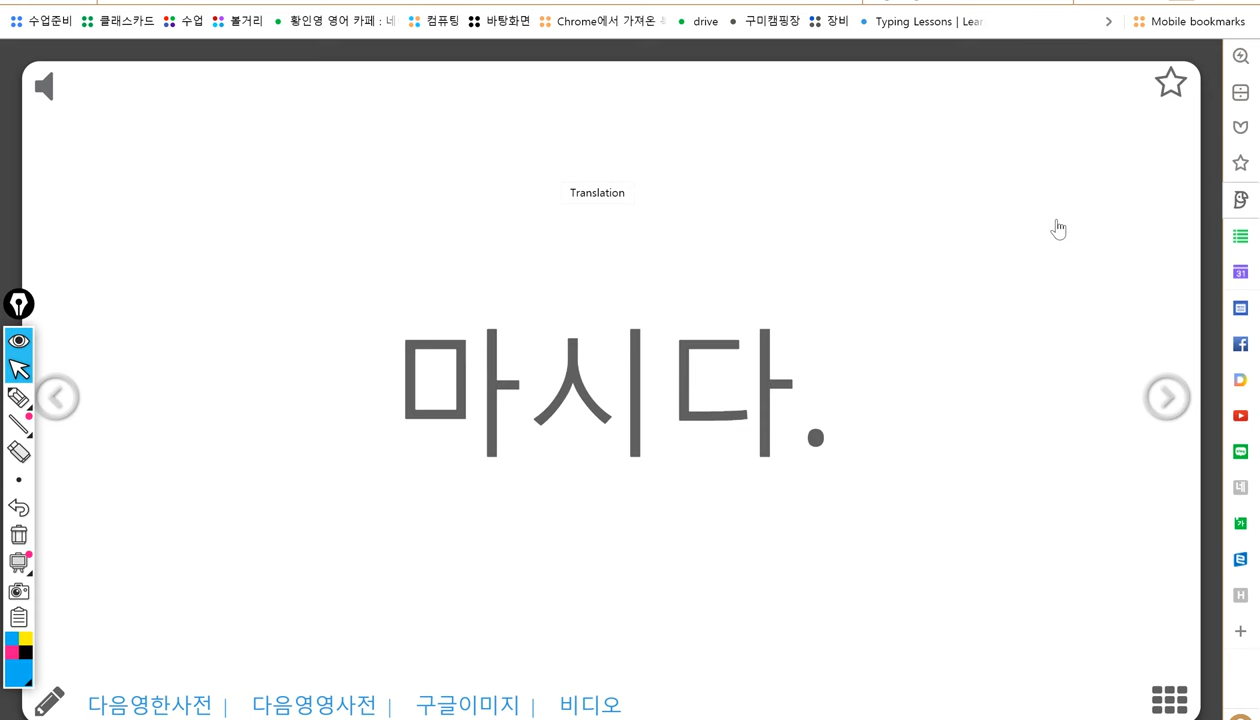 수업준비 클래스카드 수업 볼거리 황인영 영어 카페 : 네 컴퓨팅 바탕화면 Chrome에서 가져온 drive 구미캠핑장 장비 Typing Lessons | Lear Mobile bookmarks
Translation
마시다.
31
다음영한사전 | 다음영영사전 | 구글이미지 | 비디오